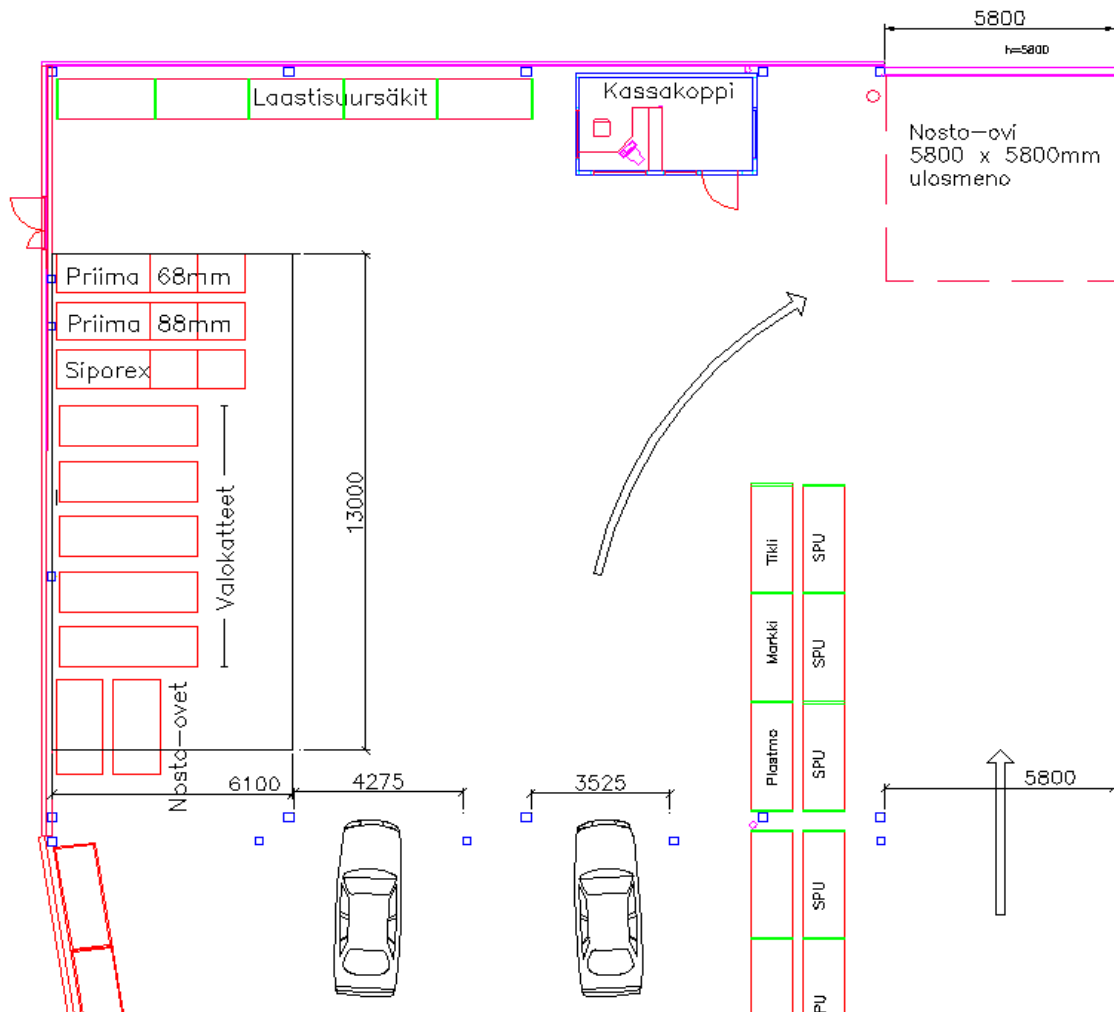 5800
h=5800
Laastisuursäkit
Kassakoppi
Nosto-ovi
5800 x 5800mm
ulosmeno
Priima 68mm
Priima 88mm
Siporex
Valokatteet
13000
Tikli
SPU
Markki
SPU
Plastmo
SPU
Nosto-ovet
6100
4275
3525
5800
SPU
SPU